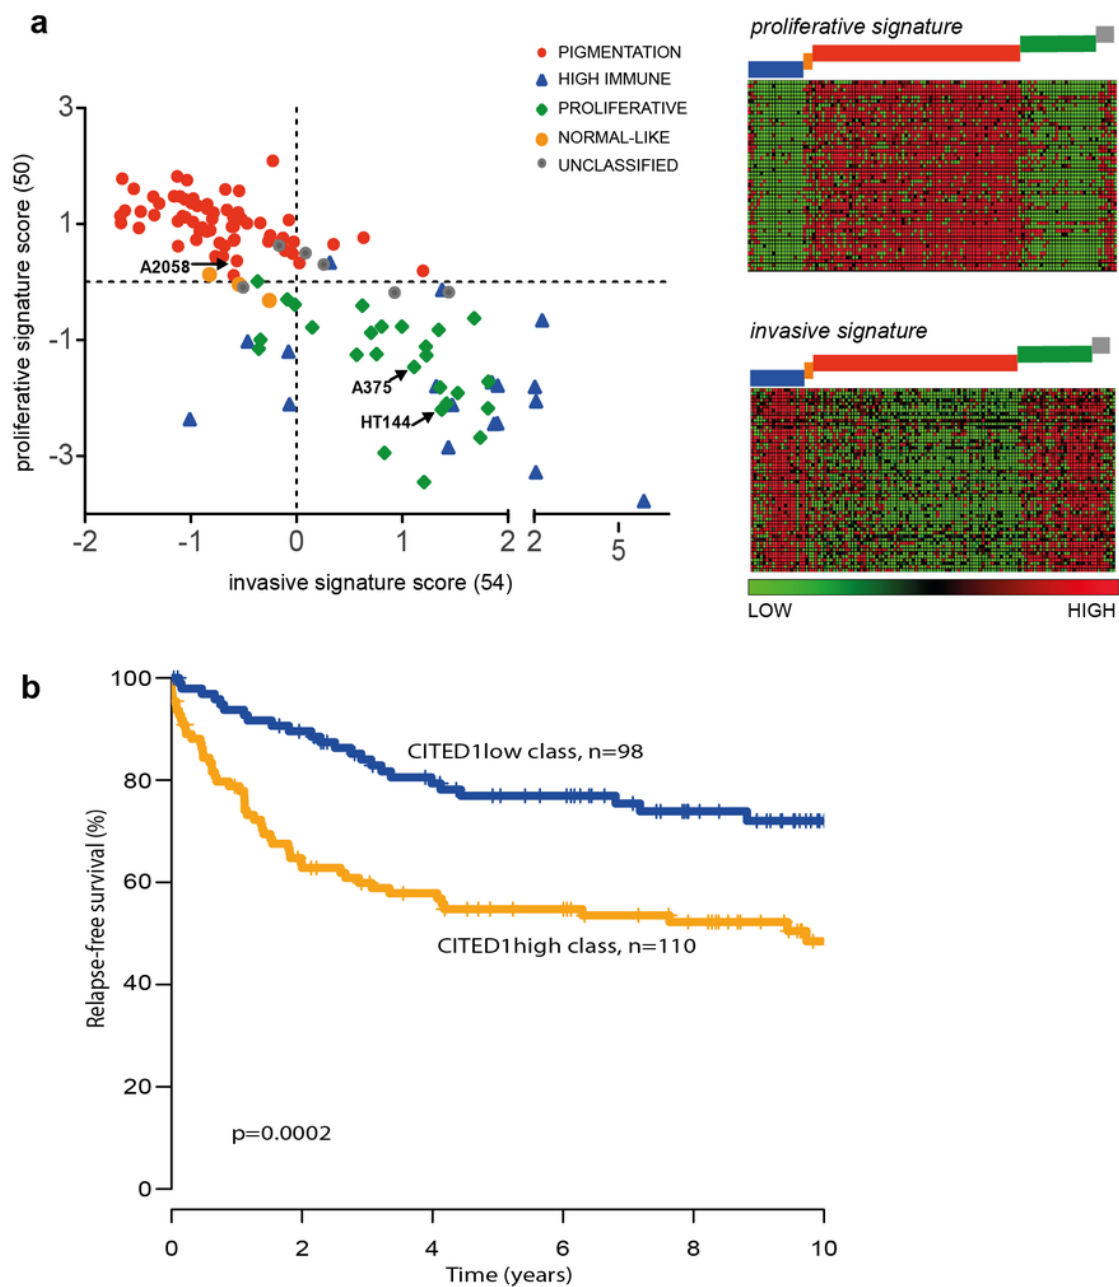 a
PIGMENTATION
HIGH IMMUNE
PROLIFERATIVE
NORMAL-LIKE
UNCLASSIFIED
proliferative signature score (50)
3
1
-1
-3
A2058
A375
HT144
-2 -1 0 1 2 2 5
invasive signature score (54)
proliferative signature
invasive signature
LOW HIGH
b
Relapse-free survival (%)
100
80
60
40
20
0
CITED1low class, n=98
CITED1high class, n=110
p=0.0002
0 2 4 6 8 10
Time (years)